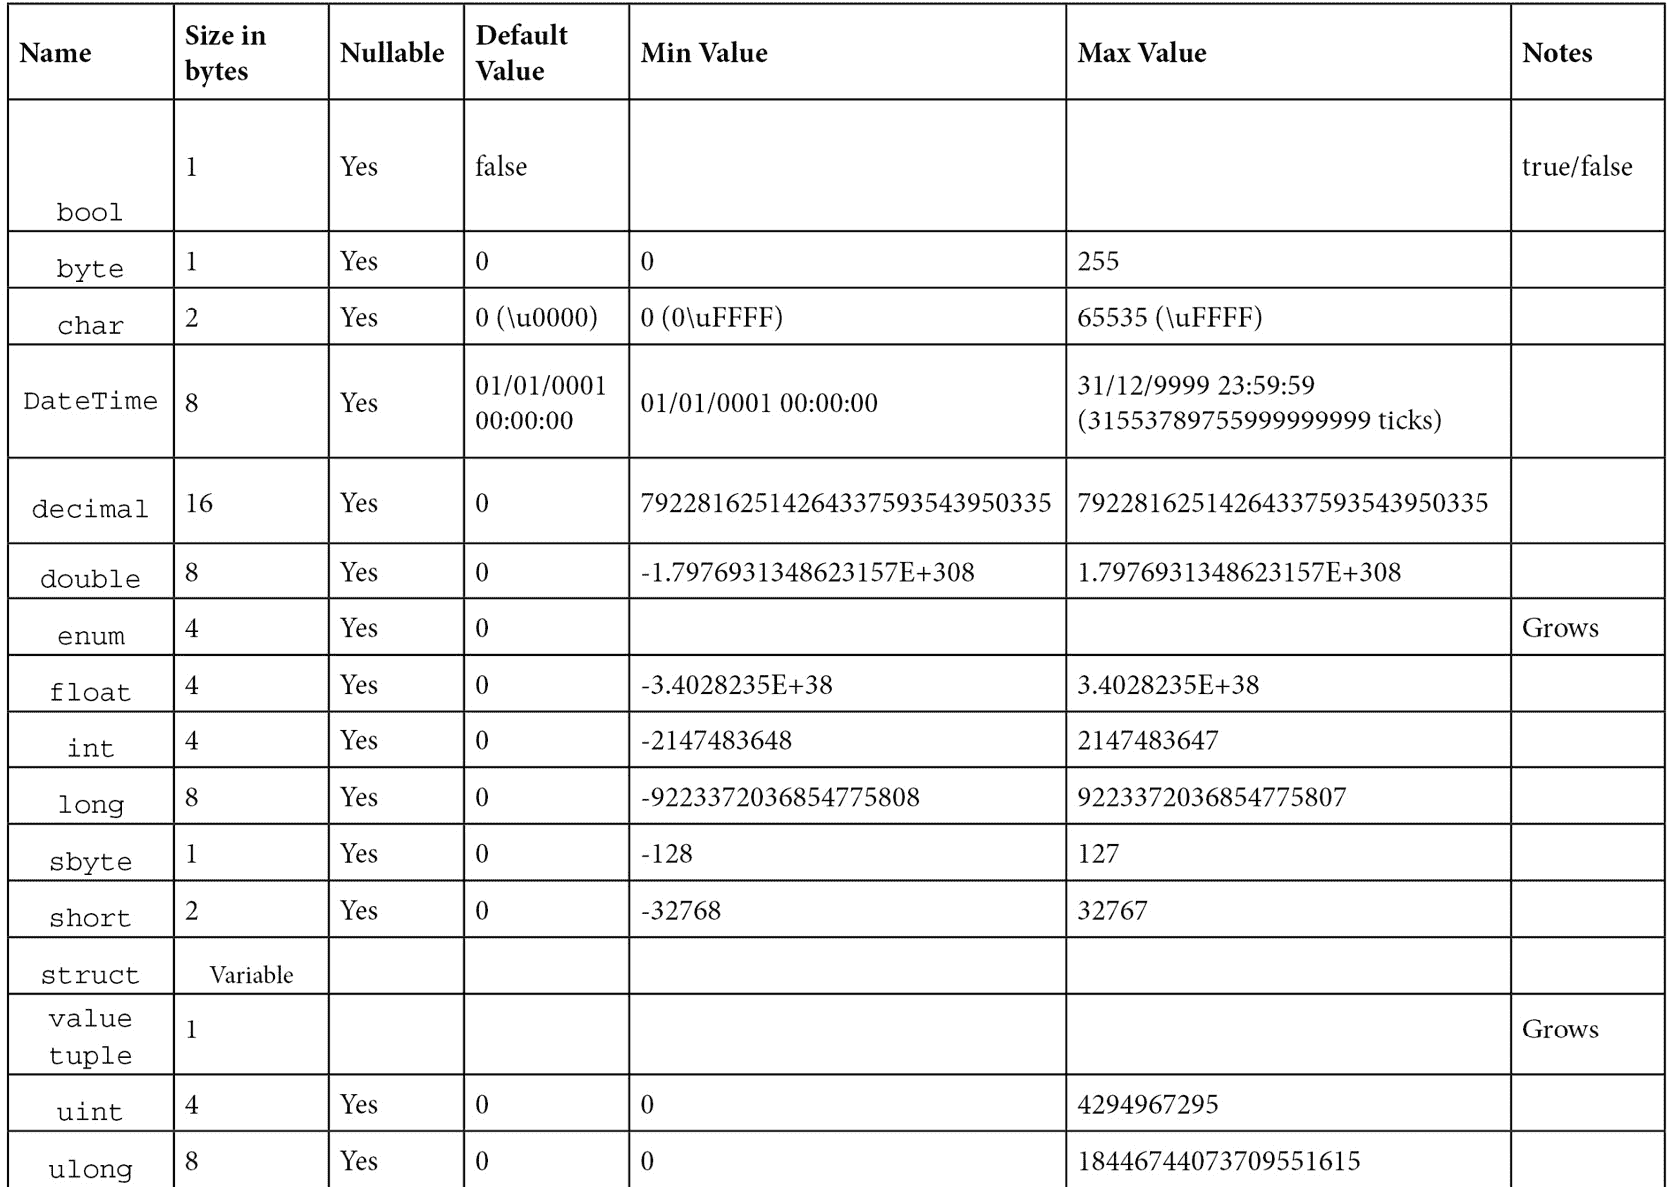 Name Size in bytes Nullable Default Value Min Value Max Value Notes
bool 1 Yes false true/false
byte 1 Yes 0 0 255
char 2 Yes 0 (\u0000) 0 (0\uFFFF) 65535 (\uFFFF)
DateTime 8 Yes 01/01/0001 00:00:00 01/01/0001 00:00:00 31/12/9999 23:59:59 (31553789755999999999 ticks)
decimal 16 Yes 0 79228162514264337593543950335 79228162514264337593543950335
double 8 Yes 0 -1.7976931348623157E+308 1.7976931348623157E+308
enum 4 Yes 0 Grows
float 4 Yes 0 -3.4028235E+38 3.4028235E+38
int 4 Yes 0 -2147483648 2147483647
long 8 Yes 0 -9223372036854775808 9223372036854775807
sbyte 1 Yes 0 -128 127
short 2 Yes 0 -32768 32767
struct Variable
value tuple 1 Grows
uint 4 Yes 0 0 4294967295
ulong 8 Yes 0 0 18446744073709551615